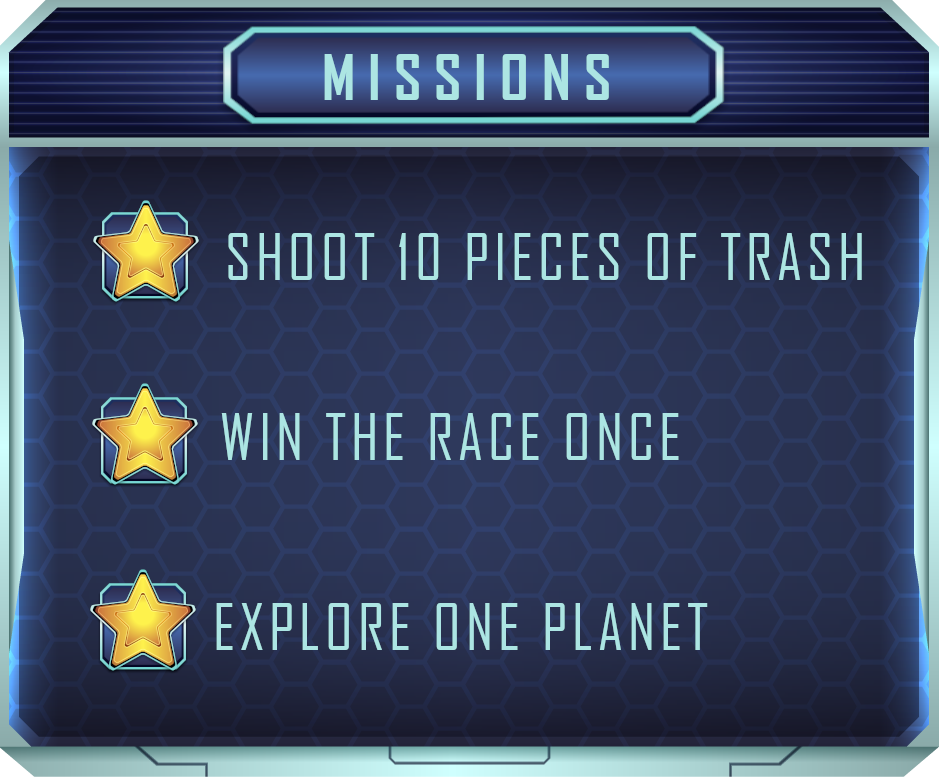 MISSIONS
SHOOT 10 PIECES OF TRASH
WIN THE RACE ONCE
EXPLORE ONE PLANET